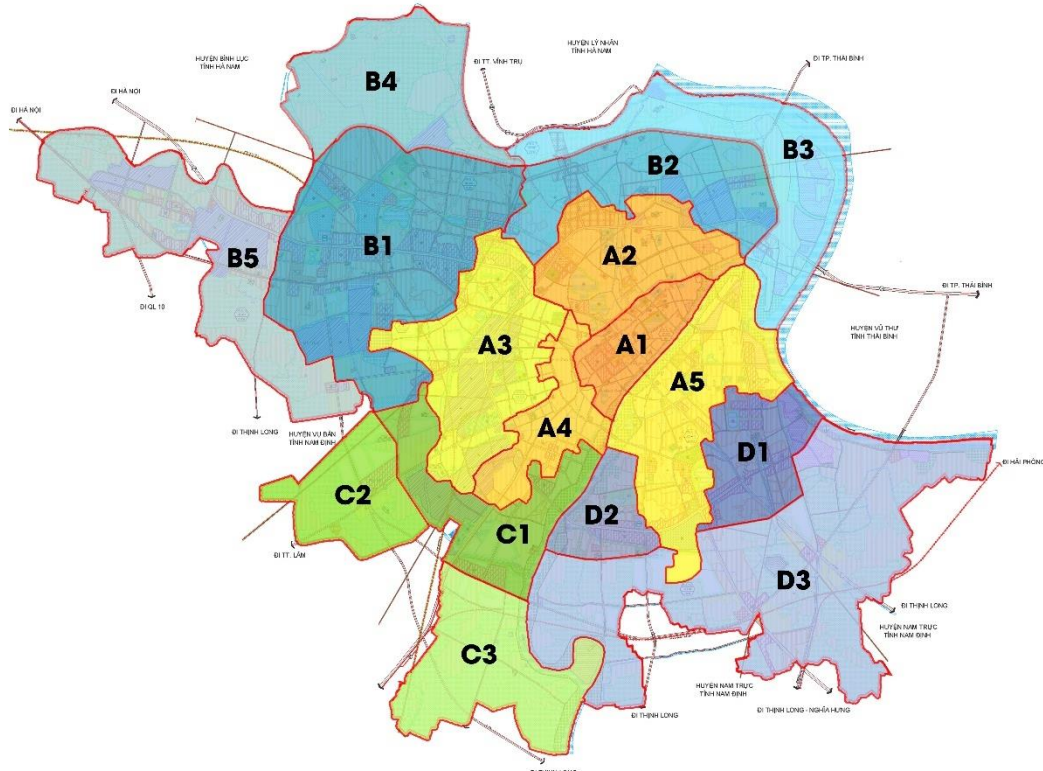 HUYỆN BÌNH LỤC
TỈNH HÀ NAM
HUYỆN LÝ NHÂN
TỈNH HÀ NAM
ĐI TT. VĨNH TRỤ
ĐI TP. THÁI BÌNH
B4
ĐI HÀ NỘI
ĐI HÀ NỘI
B3
B2
B1
B5
A2
ĐI QL 10
ĐI TP. THÁI BÌNH
HUYỆN VŨ THƯ
TỈNH THÁI BÌNH
A3
A1
A5
ĐI THỊNH LONG
HUYỆN VỤ BẢN
TỈNH NAM ĐỊNH
A4
D1
ĐI HẢI PHÒNG
C2
D2
C1
ĐI TT. LÂM
D3
ĐI THỊNH LONG
HUYỆN NAM TRỰC
TỈNH NAM ĐỊNH
C3
HUYỆN NAM TRỰC
TỈNH NAM ĐỊNH
ĐI THỊNH LONG
ĐI THỊNH LONG - NGHĨA HƯNG